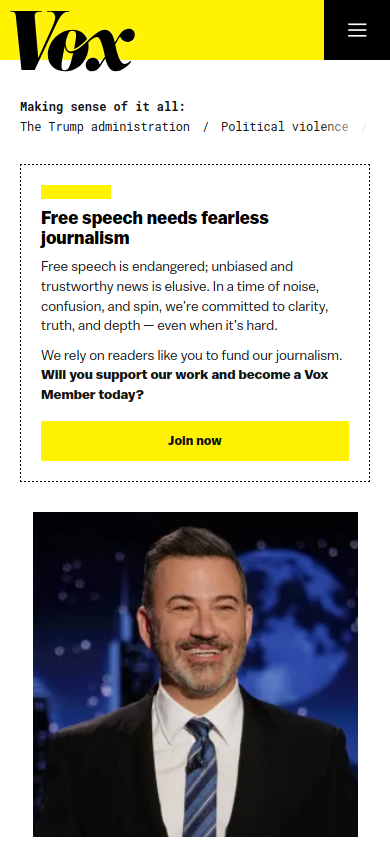 Vox
Making sense of it all:
The Trump administration / Political violence /
Free speech needs fearless
journalism
Free speech is endangered; unbiased and
trustworthy news is elusive. In a time of noise,
confusion, and spin, we’re committed to clarity,
truth, and depth — even when it’s hard.
We rely on readers like you to fund our journalism.
Will you support our work and become a Vox
Member today?
Join now